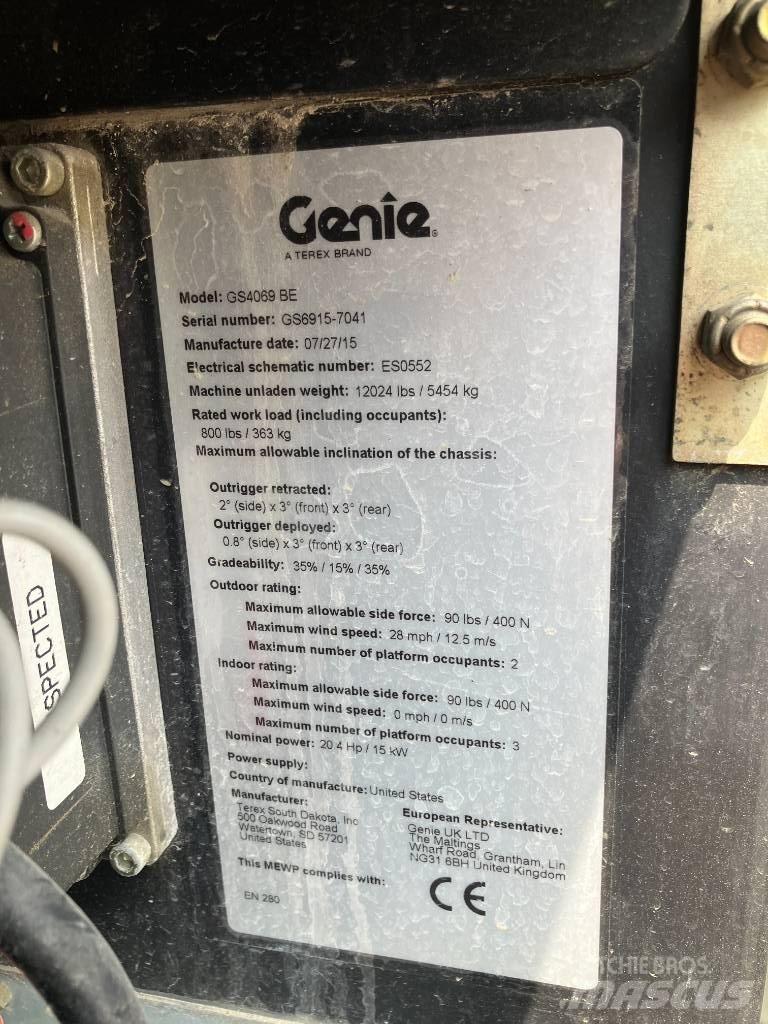 Genie®
A TEREX BRAND
Model: GS4069 BE
Serial number: GS6915-7041
Manufacture date: 07/27/15
Electrical schematic number: ES0552
Machine unladen weight: 12024 lbs / 5454 kg
Rated work load (including occupants):
800 lbs / 363 kg
Maximum allowable inclination of the chassis:
Outrigger retracted:
2° (side) x 3° (front) x 3° (rear)
Outrigger deployed:
0.8° (side) x 3° (front) x 3° (rear)
Gradeability: 35% / 15% / 35%
Outdoor rating:
Maximum allowable side force: 90 lbs / 400 N
Maximum wind speed: 28 mph / 12.5 m/s
Maximum number of platform occupants: 2
Indoor rating:
Maximum allowable side force: 90 lbs / 400 N
Maximum wind speed: 0 mph / 0 m/s
Maximum number of platform occupants: 3
Nominal power: 20.4 Hp / 15 kW
Power supply:
Country of manufacture: United States
Manufacturer:
Terex South Dakota, Inc
500 Oakwood Road
Watertown, SD 57201
United States
European Representative:
Genie UK LTD
The Maltings
Wharf Road, Grantham, Lin
NG31 6BH United Kingdom
This MEWP complies with:
CE
EN 280
SPECTED
RITCHIE BROS.
MASCUS